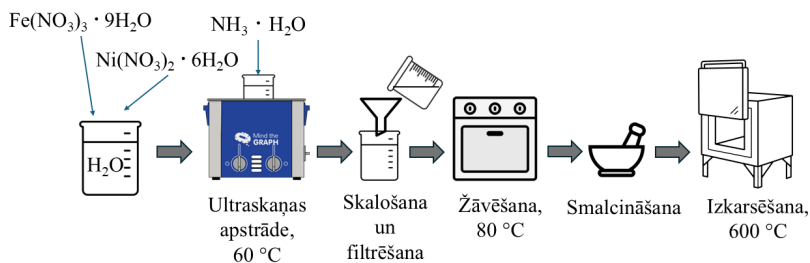 Fe(NO₃)₃ · 9H₂O
Ni(NO₃)₂ · 6H₂O
NH₃ · H₂O
H₂O
Mind the
GRAPH
Ultraskaņas
apstrāde,
60 °C
Skalošana
un
filtrēšana
Žāvēšana,
80 °C
Smalcināšana
Izkarsēšana,
600 °C